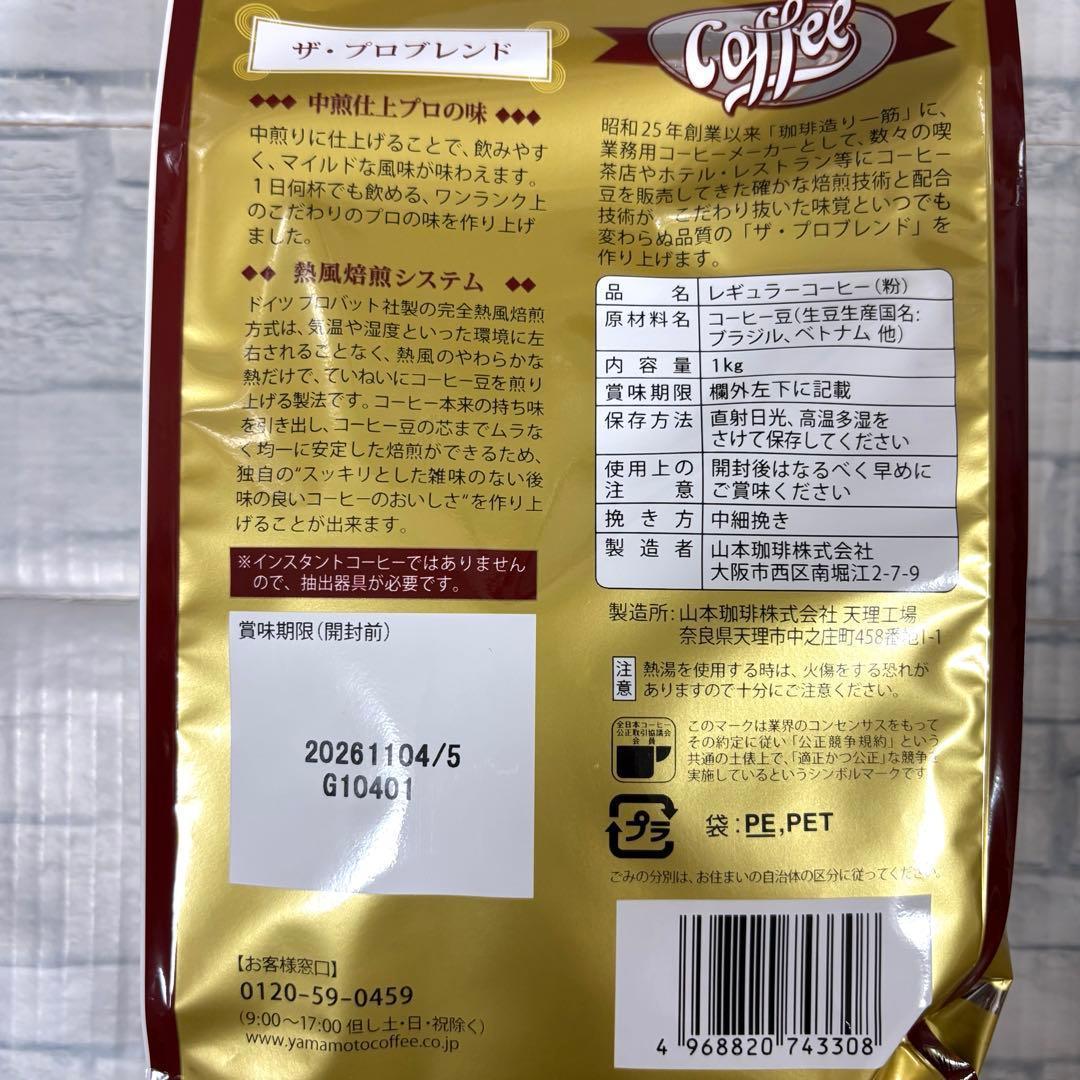 ザ・プロブレンド
◆◆◆ 中煎仕上プロの味 ◆◆◆
中煎りに仕上げることで、飲みやす
く、マイルドな風味が味わえます。
1日何杯でも飲める、ワンランク上
のこだわりのプロの味を作り上げ
ました。
◆◆ 熱風焙煎システム ◆◆
ドイツ プロバット社製の完全熱風焙煎
方式は、気温や湿度といった環境に左
右されることなく、熱風のやわらかな
熱だけで、ていねいにコーヒー豆を煎り
上げる製法です。コーヒー本来の持ち味
を引き出し、コーヒー豆の芯までムラな
く均一に安定した焙煎ができるため、
独自の"スッキリとした雑味のない後
味の良いコーヒーのおいしさ"を作り上
げることが出来ます。
※インスタントコーヒーではありません
ので、抽出器具が必要です。
賞味期限(開封前)
20261104/5
G10401
【お客様窓口】
0120-59-0459
(9:00〜17:00 但し土・日・祝除く)
www.yamamotocoffee.co.jp
Coffee
昭和25年創業以来「珈琲造り一筋」に、
業務用コーヒーメーカーとして、数々の喫
茶店やホテル・レストラン等にコーヒー
豆を販売してきた確かな焙煎技術と配合
技術が、こだわり抜いた味覚といつでも
変わらぬ品質の「ザ・プロブレンド」を
作り上げます。
品名 レギュラーコーヒー(粉)
原材料名 コーヒー豆(生豆生産国名:
ブラジル、ベトナム 他)
内容量 1kg
賞味期限 欄外左下に記載
保存方法 直射日光、高温多湿を
さけて保存してください
使用上の 開封後はなるべく早めに
注意 ご賞味ください
挽き方 中細挽き
製造者 山本珈琲株式会社
大阪市西区南堀江2-7-9
製造所:山本珈琲株式会社 天理工場
奈良県天理市中之庄町458番地1-1
注意 熱湯を使用する時は、火傷をする恐れが
ありますので十分にご注意ください。
全日本コーヒー
公正取引協議会
会員
このマークは業界のコンセンサスをもって
その約定に従い「公正競争規約」という
共通の土俵上で、「適正かつ公正」な競争を
実施しているというシンボルマークです
プラ 袋:PE,PET
ごみの分別は、お住まいの自治体の区分に従ってください。
4 968820 743308